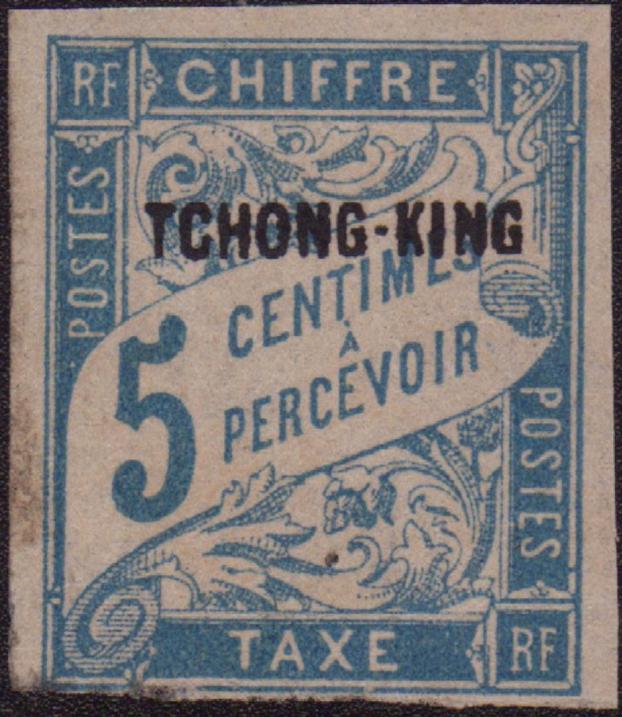 RF CHIFFRE
POSTES
TCHONG-KING
5 CENTIMES
À
PERCEVOIR
POSTES
TAXE RF